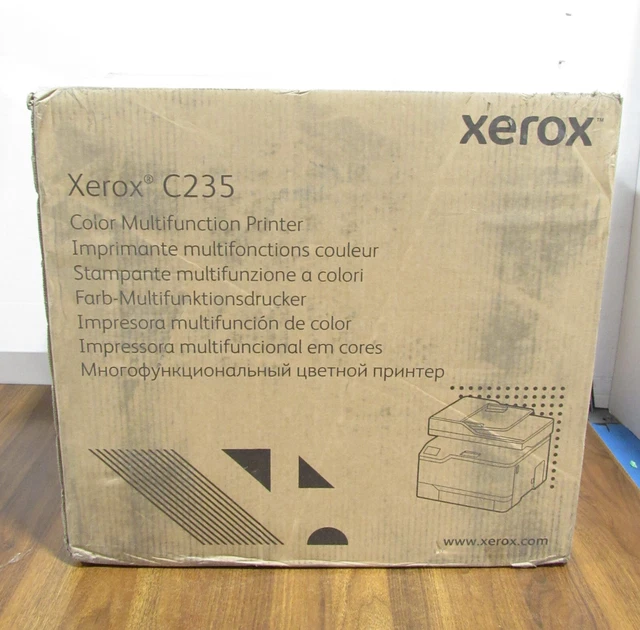 xerox™
Xerox® C235
Color Multifunction Printer
Imprimante multifonctions couleur
Stampante multifunzione a colori
Farb-Multifunktionsdrucker
Impresora multifunción de color
Impressora multifuncional em cores
Многофункциональный цветной принтер
www.xerox.com